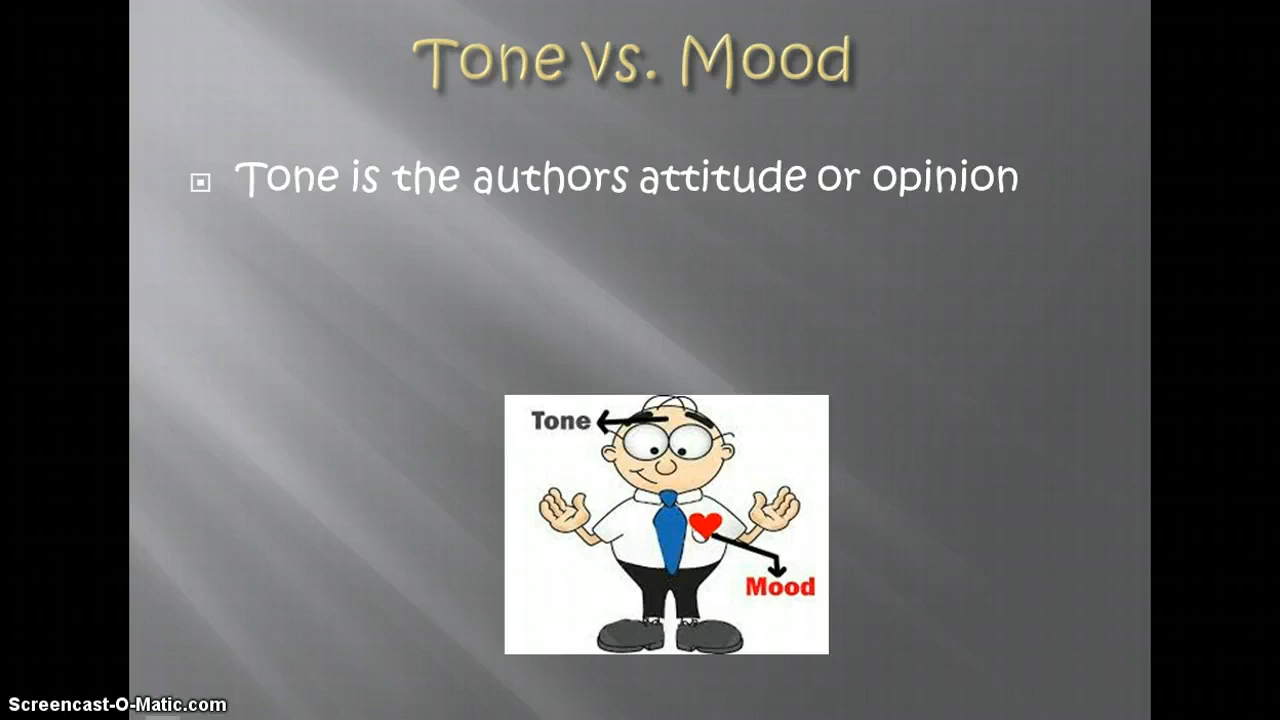 Tone vs. Mood
Tone is the authors attitude or opinion
Tone
Mood
Screencast-O-Matic.com